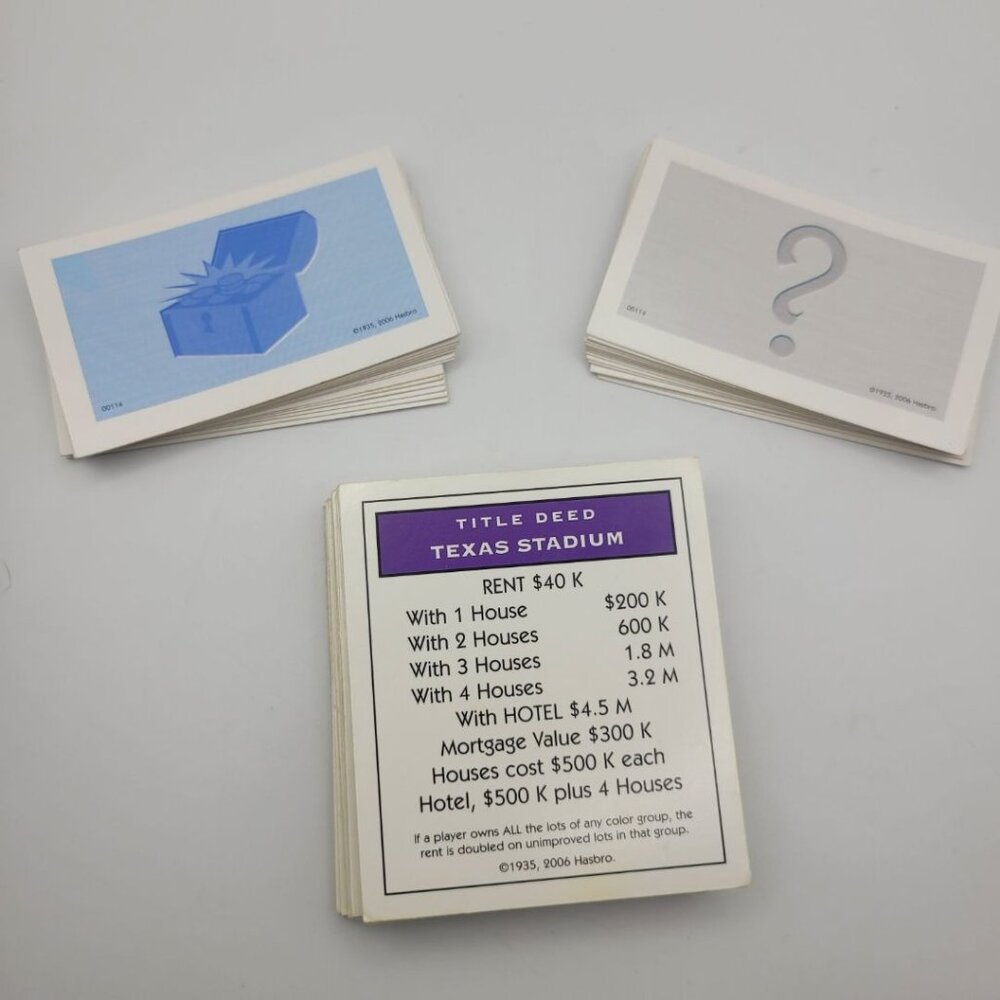 ©1935, 2006 Hasbro
00114
?
00114
©1935, 2006 Hasbro
TITLE DEED
TEXAS STADIUM
RENT $40 K
With 1 House $200 K
With 2 Houses 600 K
With 3 Houses 1.8 M
With 4 Houses 3.2 M
With HOTEL $4.5 M
Mortgage Value $300 K
Houses cost $500 K each
Hotel, $500 K plus 4 Houses
If a player owns ALL the lots of any color group, the
rent is doubled on unimproved lots in that group.
©1935, 2006 Hasbro.